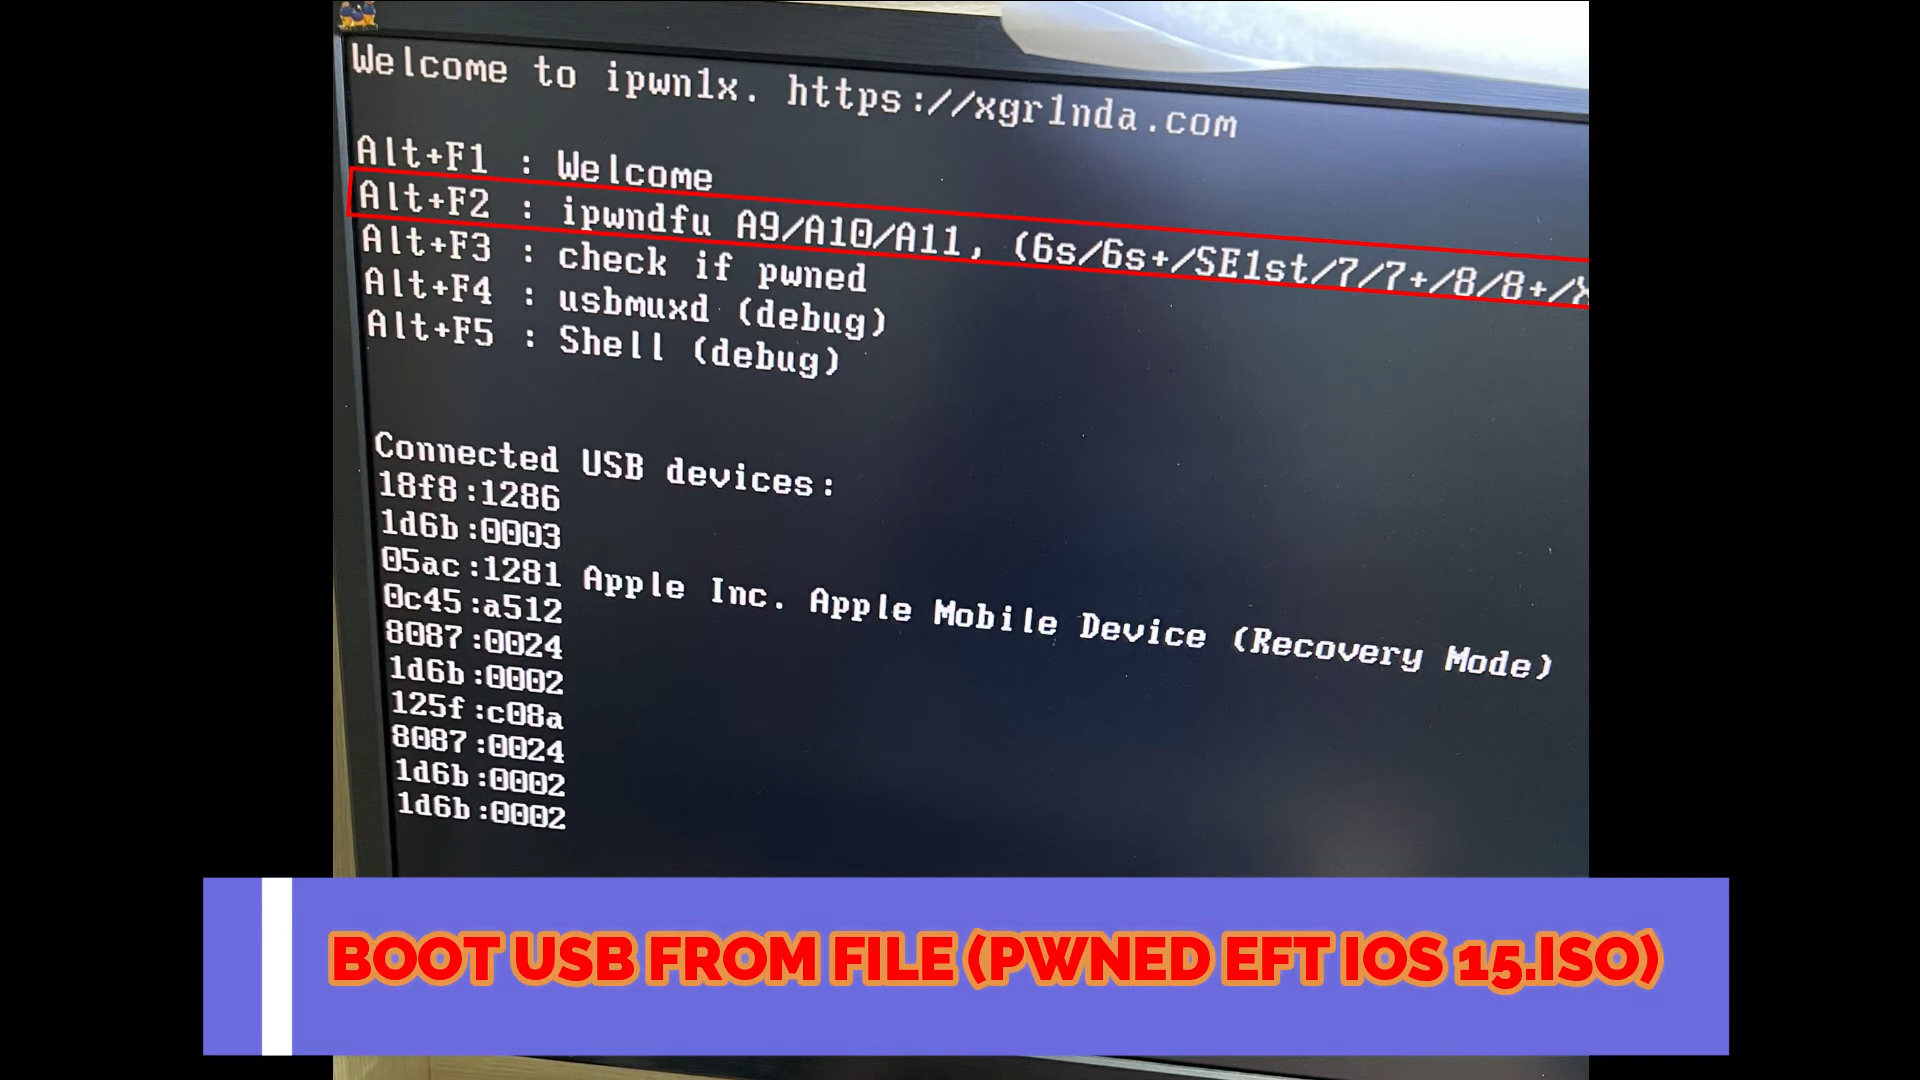 Welcome to ipwn1x. https://xgr1nda.com
Alt+F1 : Welcome
Alt+F2 : ipwndfu A9/A10/A11, (6s/6s+/SE1st/7/7+/8/8+/X
Alt+F3 : check if pwned
Alt+F4 : usbmuxd (debug)
Alt+F5 : Shell (debug)
Connected USB devices:
18f8:1286
1d6b:0003
05ac:1281 Apple Inc. Apple Mobile Device (Recovery Mode)
0c45:a512
8087:0024
1d6b:0002
125f:c08a
8087:0024
1d6b:0002
1d6b:0002
BOOT USB FROM FILE (PWNED EFT IOS 15.ISO)